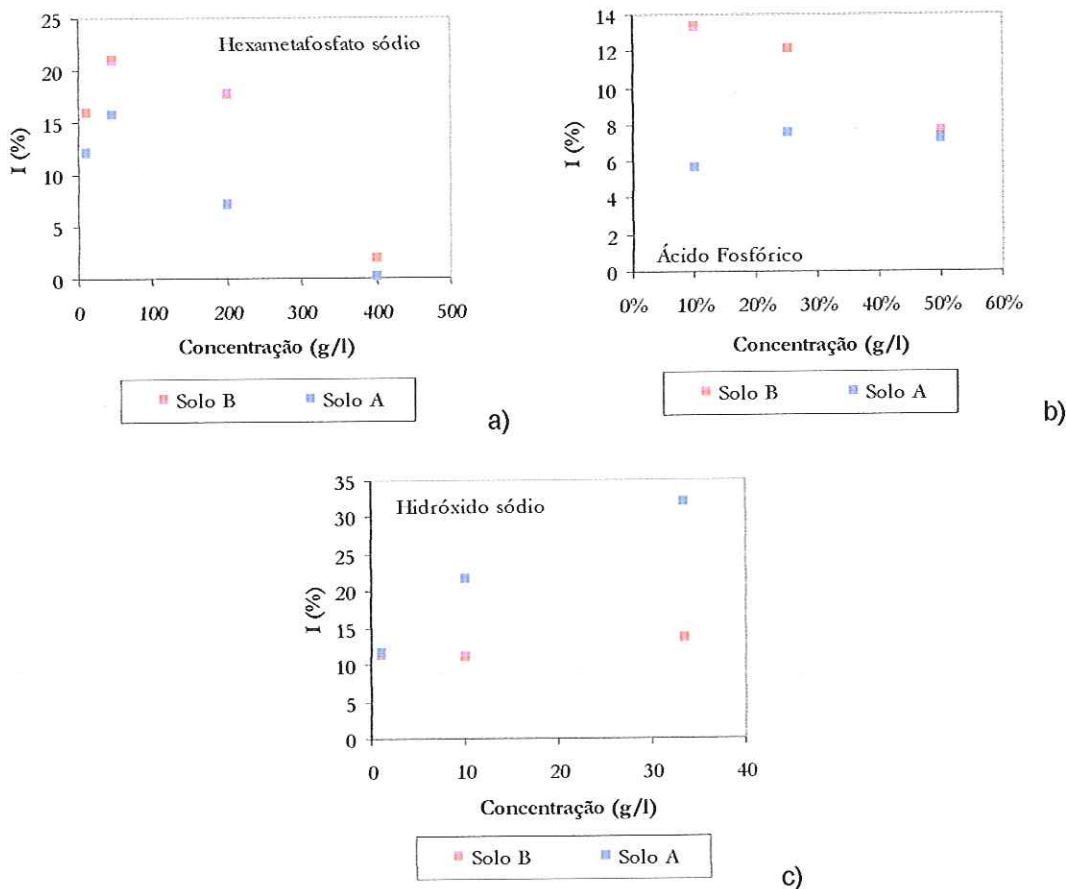 25
20
15
10
5
0
I (%)
Hexametafosfato sódio
0 100 200 300 400 500
Concentração (g/l)
Solo B Solo A
a)
14
12
10
8
6
4
2
0
I (%)
Ácido Fosfórico
0% 10% 20% 30% 40% 50% 60%
Concentração (g/l)
Solo B Solo A
b)
35
30
25
20
15
10
5
0
I (%)
Hidróxido sódio
0 10 20 30 40
Concentração (g/l)
Solo B Solo A
c)